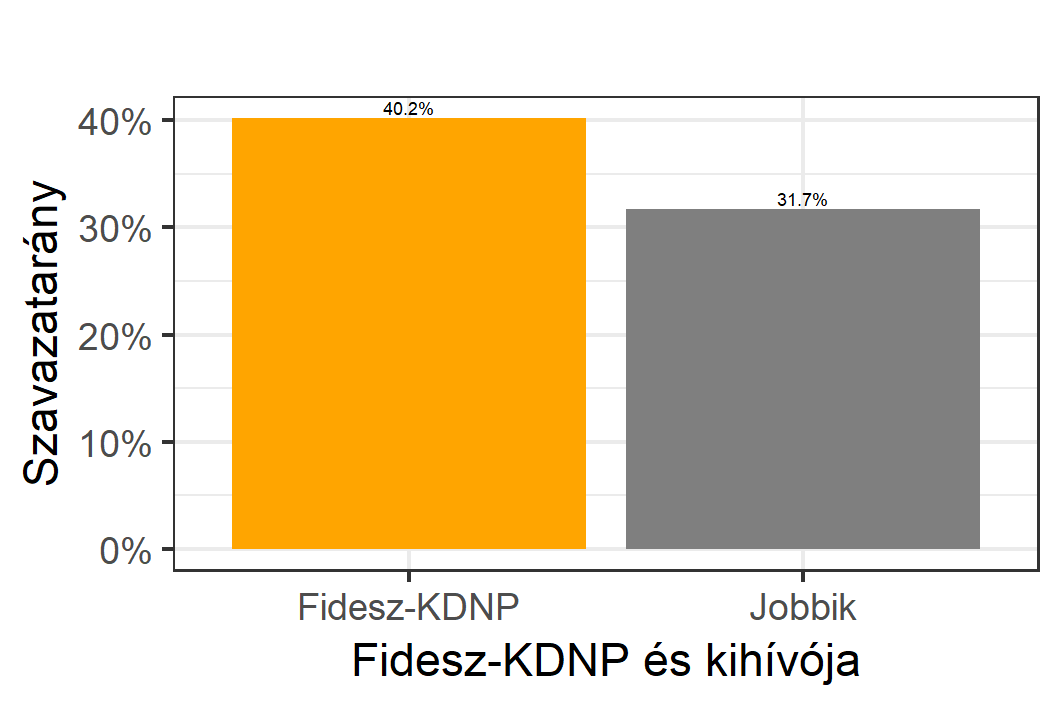 Szavazatarány
40%
30%
20%
10%
0%
40.2%
31.7%
Fidesz-KDNP
Jobbik
Fidesz-KDNP és kihívója